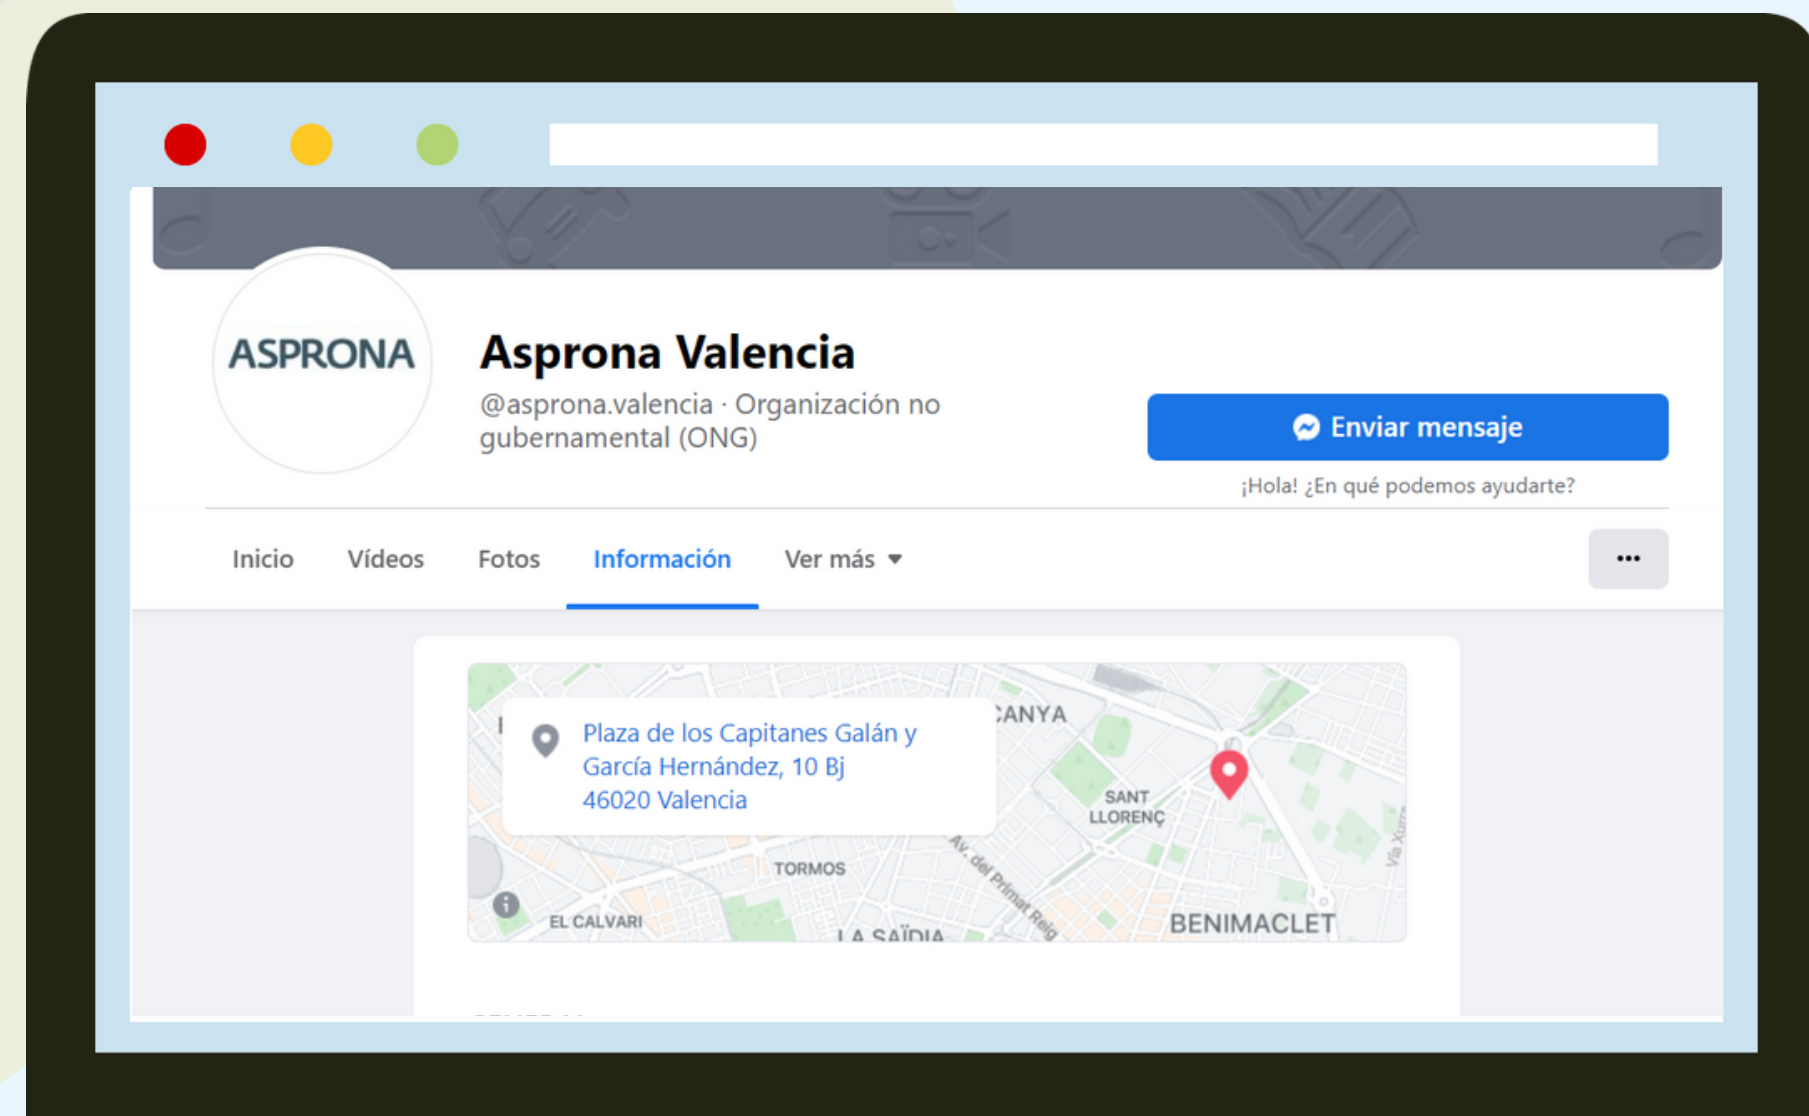 ASPRONA
Asprona Valencia
@asprona.valencia · Organización no
gubernamental (ONG)
Enviar mensaje
¡Hola! ¿En qué podemos ayudarte?
Inicio
Vídeos
Fotos
Información
Ver más
Plaza de los Capitanes Galán y
García Hernández, 10 Bj
46020 Valencia
SANT
LLORENÇ
Av. del Primat Reig
Vía Xurra
TORMOS
EL CALVARI
LA SAÏDIA
BENIMACLET